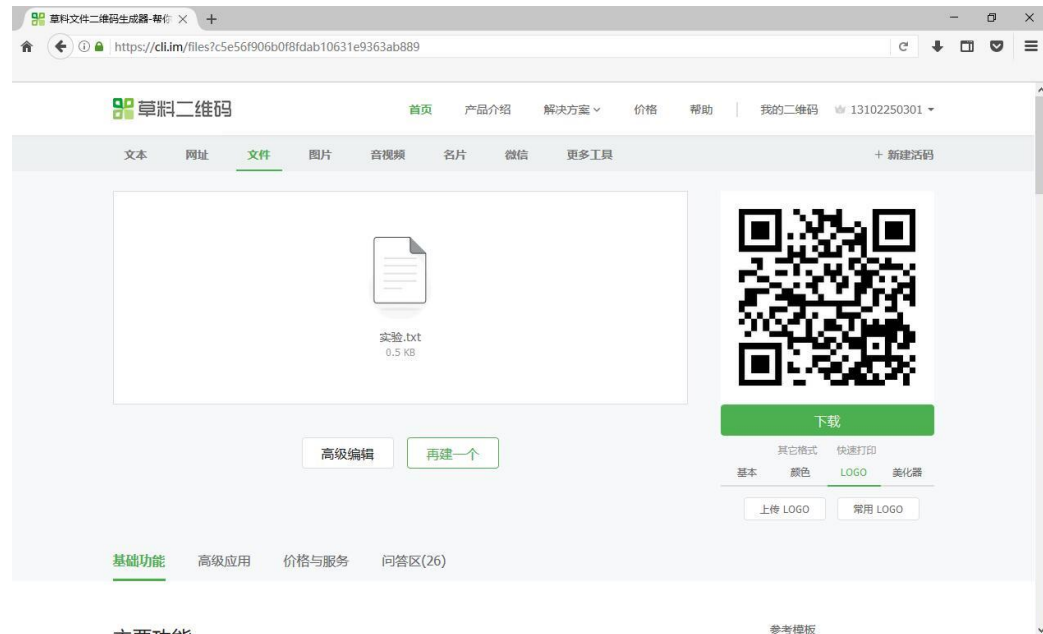 草料文件二维码生成器-帮你
https://cli.im/files?c5e56f906b0f8fdab10631e9363ab889
草料二维码
首页 产品介绍 解决方案 价格 帮助 我的二维码 13102250301
文本 网址 文件 图片 音视频 名片 微信 更多工具 + 新建活码
实验.txt
0.5 KB
下载
高级编辑 再建一个
其它格式 快速打印
基本 颜色 LOGO 美化器
上传 LOGO 常用 LOGO
基础功能 高级应用 价格与服务 问答区(26)
主要功能
参考模板